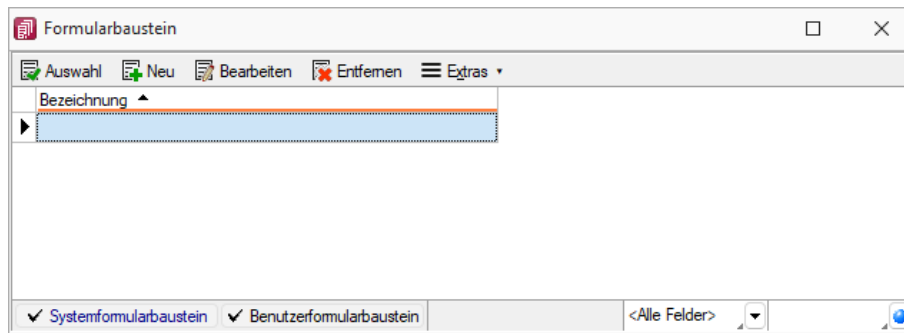 Formularbaustein
Auswahl Neu Bearbeiten Entfernen Extras
Bezeichnung
Systemformularbaustein Benutzerformularbaustein <Alle Felder>